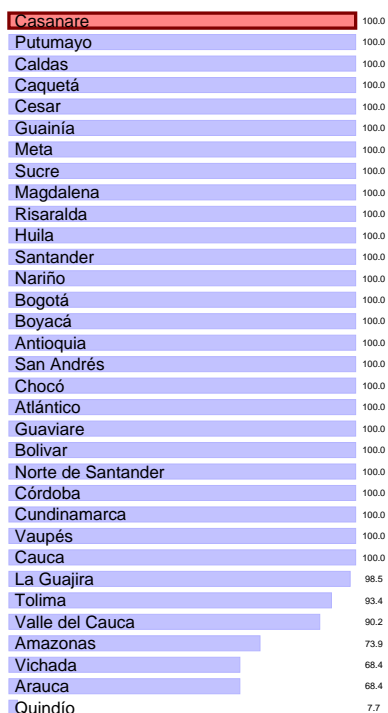 Casanare 100.0
Putumayo 100.0
Caldas 100.0
Caquetá 100.0
Cesar 100.0
Guainía 100.0
Meta 100.0
Sucre 100.0
Magdalena 100.0
Risaralda 100.0
Huila 100.0
Santander 100.0
Nariño 100.0
Bogotá 100.0
Boyacá 100.0
Antioquia 100.0
San Andrés 100.0
Chocó 100.0
Atlántico 100.0
Guaviare 100.0
Bolivar 100.0
Norte de Santander 100.0
Córdoba 100.0
Cundinamarca 100.0
Vaupés 100.0
Cauca 100.0
La Guajira 98.5
Tolima 93.4
Valle del Cauca 90.2
Amazonas 73.9
Vichada 68.4
Arauca 68.4
Quindío 7.7